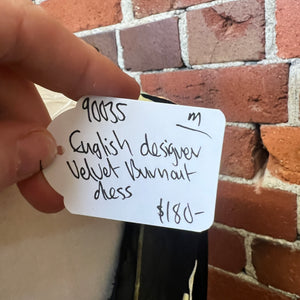 90035 m
English designer
Velvet Burnout
dress
$180-